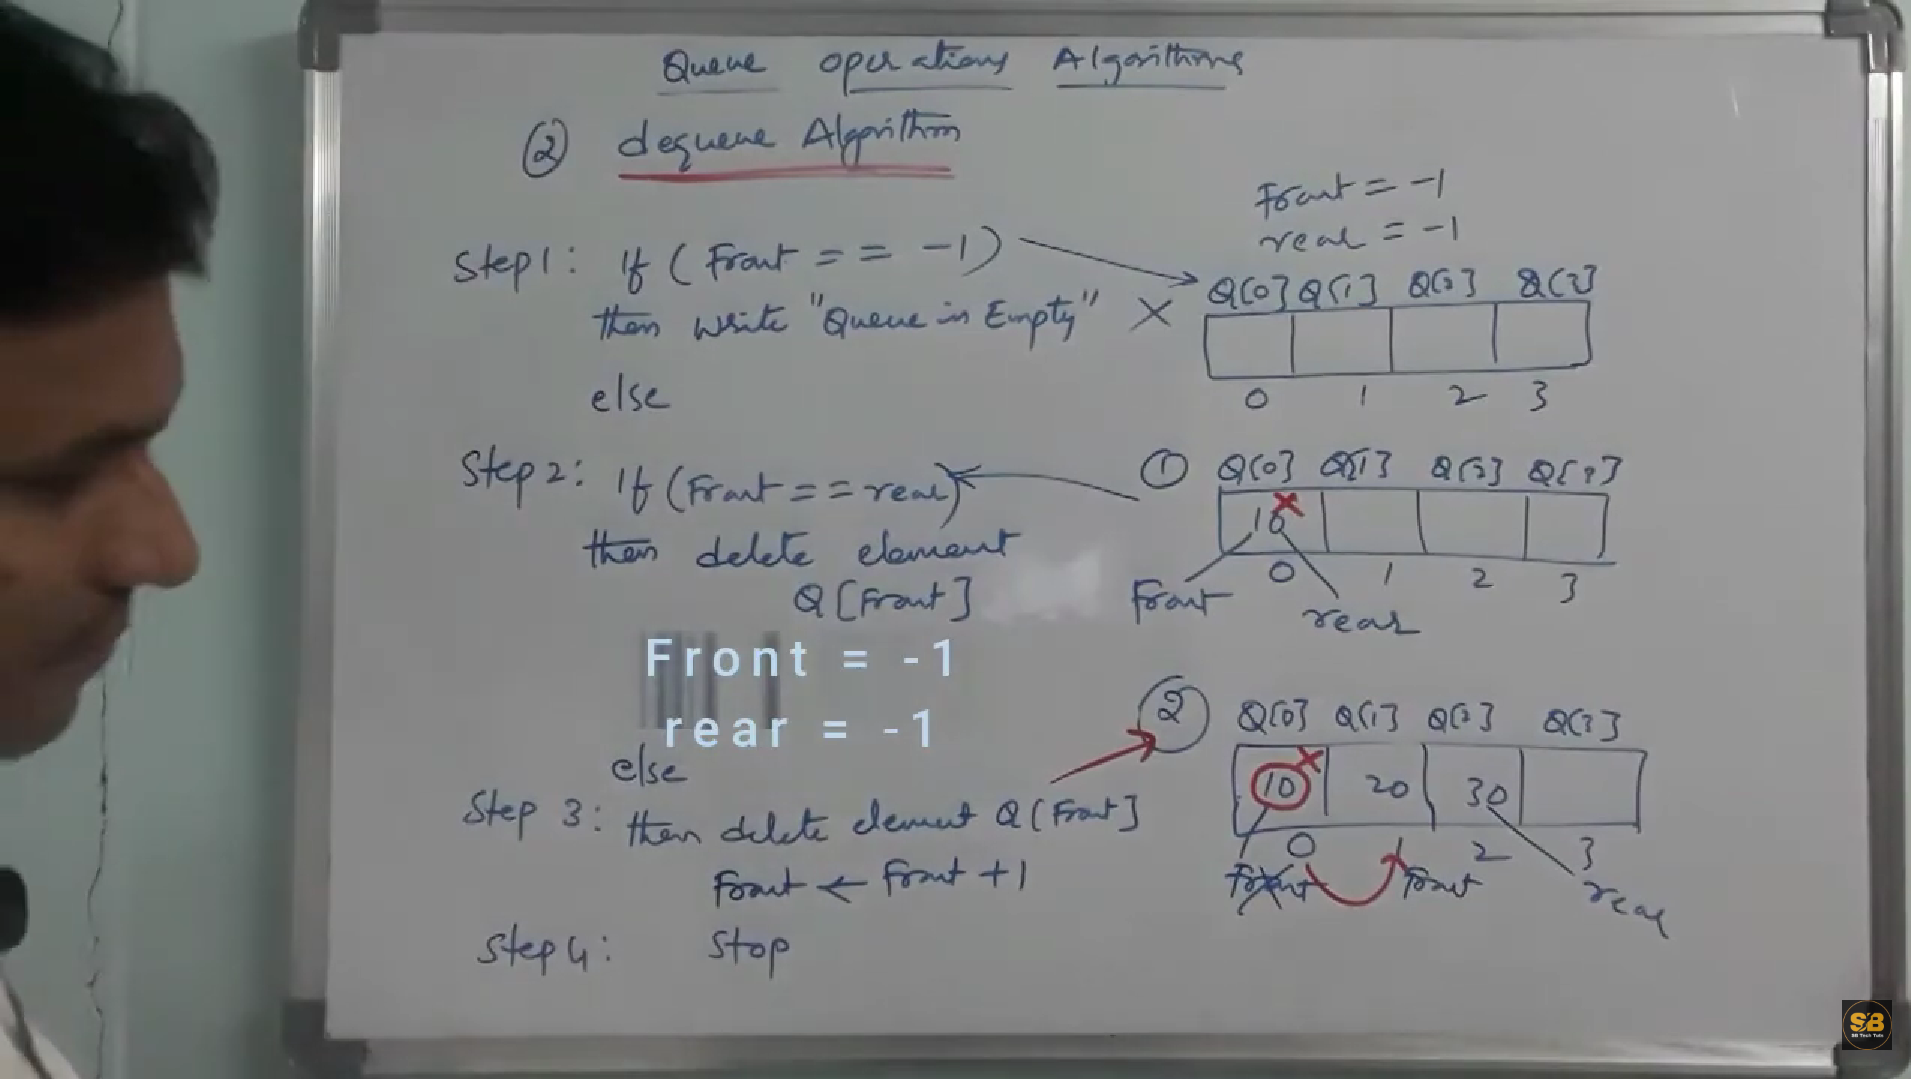 Queue operations Algorithms
② dequeue Algorithm
Front = -1
rear = -1
Step 1: If (Front == -1)
then write "Queue is Empty" ×
else
Q[0] Q[1] Q[2] Q[3]
0 1 2 3
Step 2: If (Front == rear)
then delete element
Q[Front]
Front = -1
rear = -1
① Q[0] Q[1] Q[2] Q[3]
10
0 1 2 3
Front rear
else
Step 3: then delete element Q[Front]
Front ← Front +1
② Q[0] Q[1] Q[2] Q[3]
10 20 30
0 1 2 3
Front Front rear
Step 4: Stop
SB
SB Tech Tuts